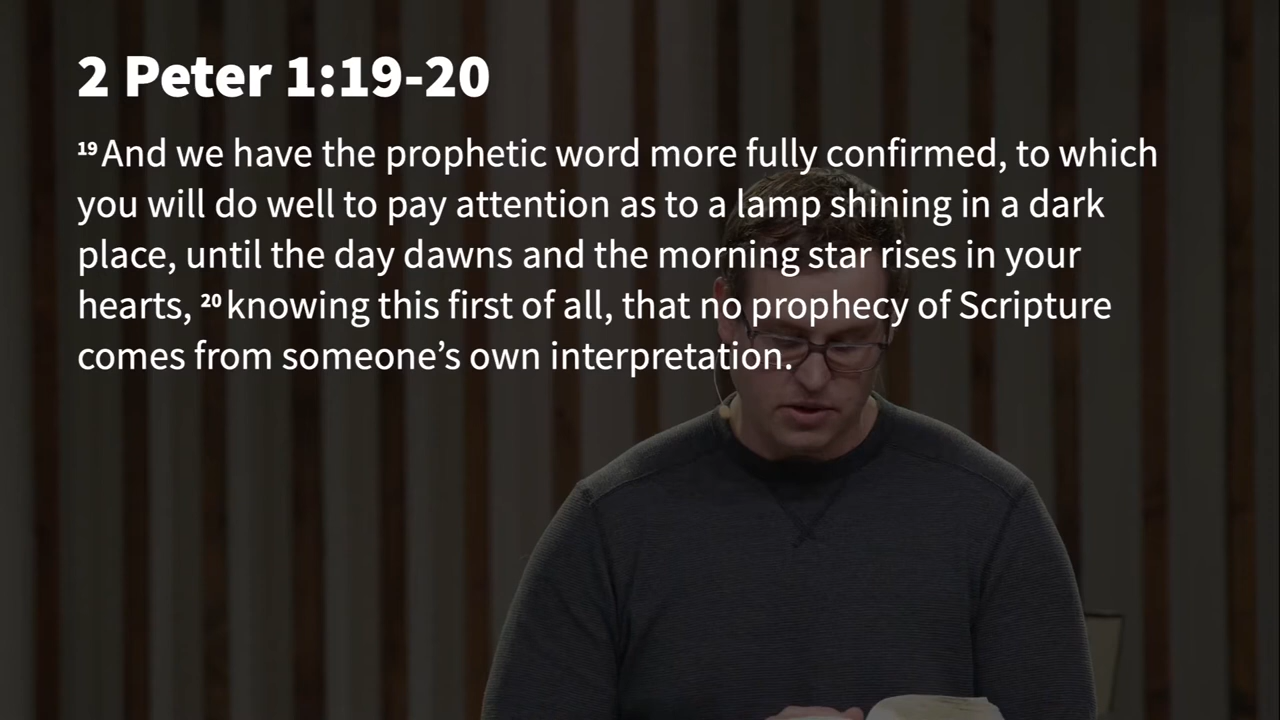 2 Peter 1:19-20
19 And we have the prophetic word more fully confirmed, to which
you will do well to pay attention as to a lamp shining in a dark
place, until the day dawns and the morning star rises in your
hearts, 20 knowing this first of all, that no prophecy of Scripture
comes from someone’s own interpretation.